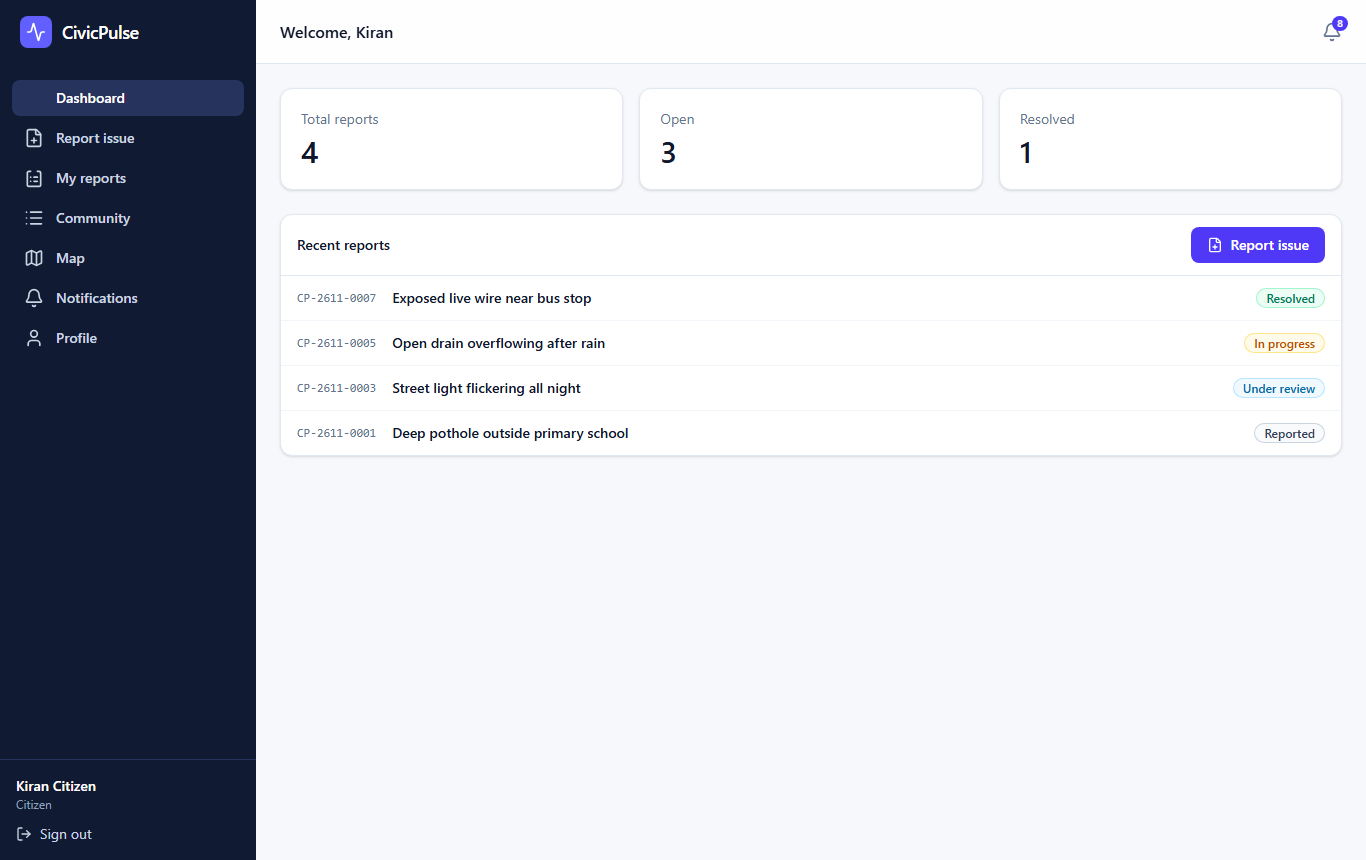 CivicPulse
Dashboard
Report issue
My reports
Community
Map
Notifications
Profile
Kiran Citizen
Citizen
Sign out
Welcome, Kiran
8
Total reports
4
Open
3
Resolved
1
Recent reports
Report issue
CP-2611-0007 Exposed live wire near bus stop Resolved
CP-2611-0005 Open drain overflowing after rain In progress
CP-2611-0003 Street light flickering all night Under review
CP-2611-0001 Deep pothole outside primary school Reported